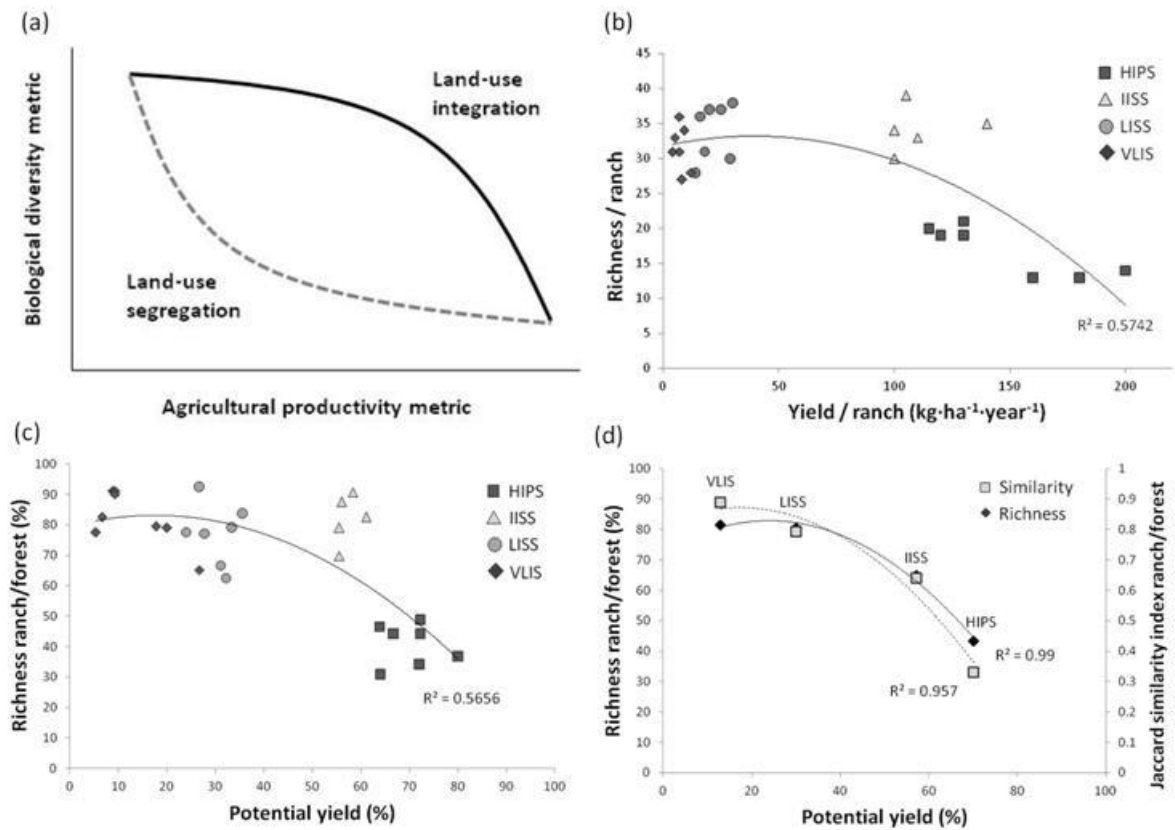 (a)
Biological diversity metric
Land-use
integration
Land-use
segregation
Agricultural productivity metric
(b)
Richness / ranch
45
40
35
30
25
20
15
10
5
0
HIPS
IISS
LISS
VLIS
R² = 0.5742
0 50 100 150 200
Yield / ranch (kg·ha⁻¹·year⁻¹)
(c)
Richness ranch/forest (%)
100
90
80
70
60
50
40
30
20
10
0
HIPS
IISS
LISS
VLIS
R² = 0.5656
0 10 20 30 40 50 60 70 80 90 100
Potential yield (%)
(d)
Richness ranch/forest (%)
100
90
80
70
60
50
40
30
20
10
0
VLIS
LISS
IISS
HIPS
Similarity
Richness
R² = 0.99
R² = 0.957
1
0.9
0.8
0.7
0.6
0.5
0.4
0.3
0.2
0.1
0
Jaccard similarity index ranch/forest
0 20 40 60 80 100
Potential yield (%)